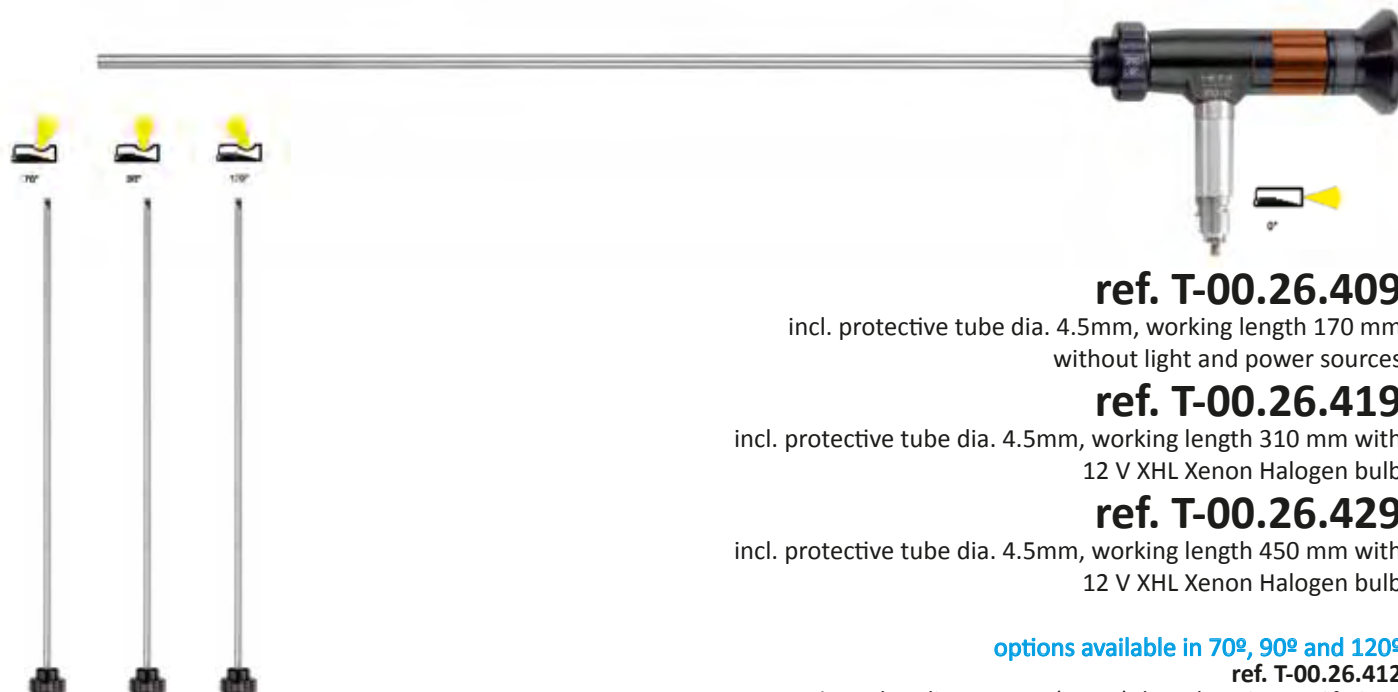 70°
90°
120°
0°
ref. T-00.26.409
incl. protective tube dia. 4.5mm, working length 170 mm
without light and power sources
ref. T-00.26.419
incl. protective tube dia. 4.5mm, working length 310 mm with
12 V XHL Xenon Halogen bulb
ref. T-00.26.429
incl. protective tube dia. 4.5mm, working length 450 mm with
12 V XHL Xenon Halogen bulb
options available in 70º, 90º and 120º
ref. T-00.26.412